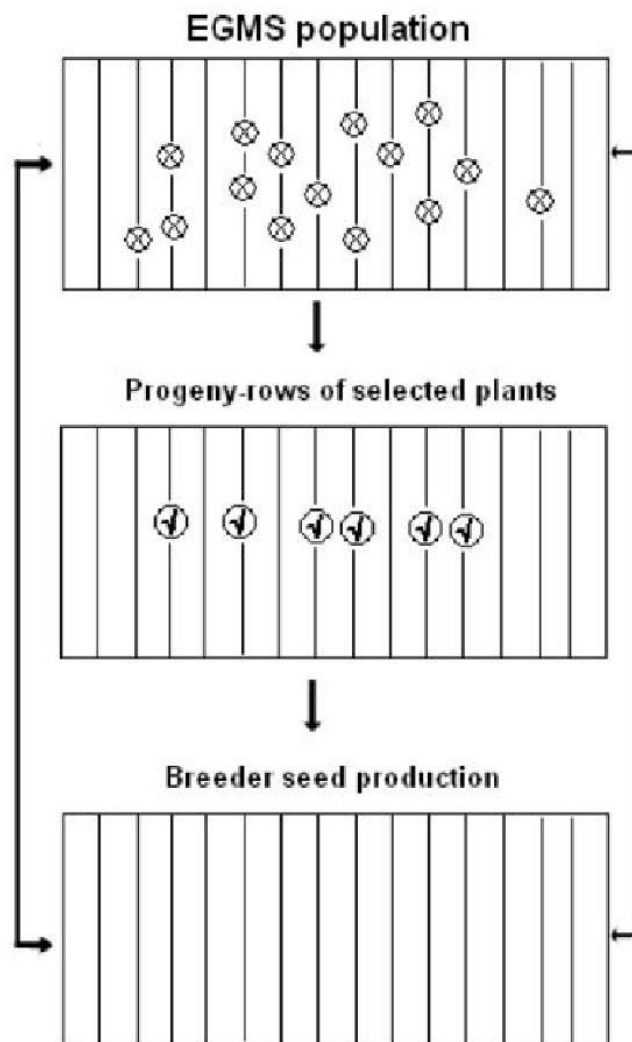 EGMS population
Progeny-rows of selected plants
Breeder seed production